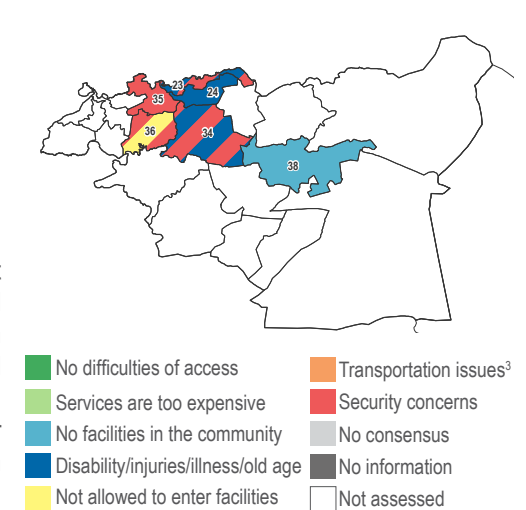 23
24
35
36
34
38
No difficulties of access
Services are too expensive
No facilities in the community
Disability/injuries/illness/old age
Not allowed to enter facilities
Transportation issues³
Security concerns
No consensus
No information
Not assessed